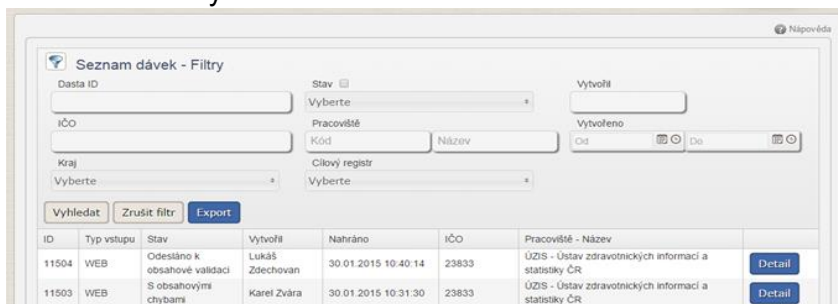 Nápověda
Seznam dávek - Filtry
Dasta ID
Stav
Vytvořil
Vyberte
IČO
Pracoviště
Vytvořeno
Kód
Název
Od
Do
Kraj
Cílový registr
Vyberte
Vyberte
Vyhledat
Zrušit filtr
Export
ID Typ vstupu Stav Vytvořil Nahráno IČO Pracoviště - Název
11504 WEB Odesláno k obsahové validaci Lukáš Zdechovan 30.01.2015 10:40:14 23833 ÚZIS - Ústav zdravotnických informací a statistiky ČR Detail
11503 WEB S obsahovými chybami Karel Zvára 30.01.2015 10:31:30 23833 ÚZIS - Ústav zdravotnických informací a statistiky ČR Detail